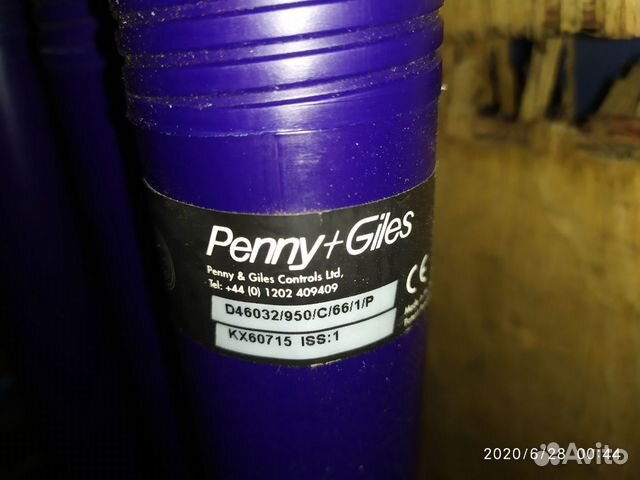 Penny+Giles
Penny & Giles Controls Ltd,
Tel: +44 (0) 1202 409409
CE
D46032/950/C/66/1/P
KX60715 ISS:1
2020/6/28 00:44
Avito